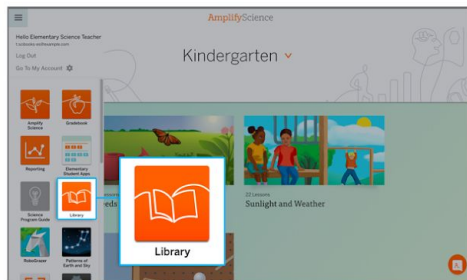 AmplifyScience
Hello Elementary Science Teacher
Log Out
Go To My Account
Kindergarten
Amplify
Science
Gradebook
Reporting
Elementary
Student Apps
Science
Program Guide
Library
RoboGrazer
Patterns of
Earth and Sky
eds
22 Lessons
Sunlight and Weather
Library